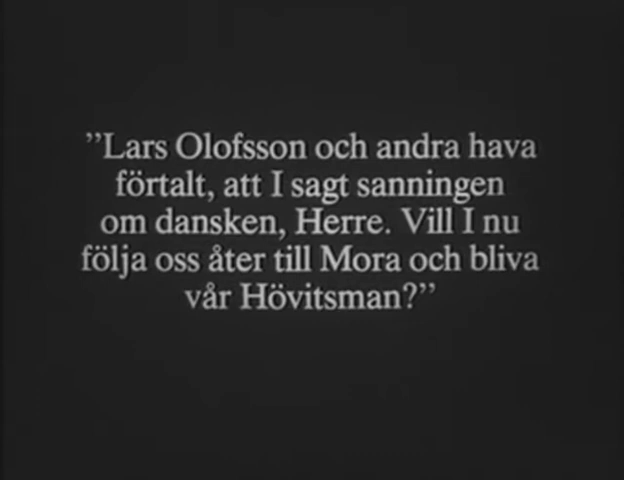 ”Lars Olofsson och andra hava
förtalt, att I sagt sanningen
om dansken, Herre. Vill I nu
följa oss åter till Mora och bliva
vår Hövitsman?”